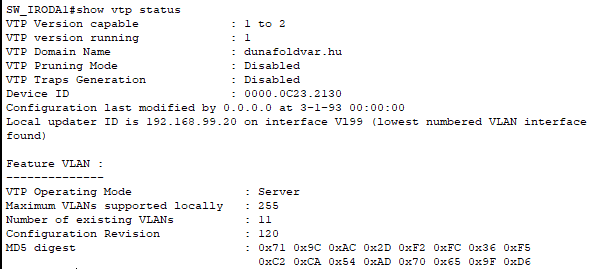 SW_IRODA1#show vtp status
VTP Version capable : 1 to 2
VTP version running : 1
VTP Domain Name : dunafoldvar.hu
VTP Pruning Mode : Disabled
VTP Traps Generation : Disabled
Device ID : 0000.0C23.2130
Configuration last modified by 0.0.0.0 at 3-1-93 00:00:00
Local updater ID is 192.168.99.20 on interface Vl99 (lowest numbered VLAN interface
found)
Feature VLAN :
--------------
VTP Operating Mode : Server
Maximum VLANs supported locally : 255
Number of existing VLANs : 11
Configuration Revision : 120
MD5 digest : 0x71 0x9C 0xAC 0x2D 0xF2 0xFC 0x36 0xF5
0xC2 0xCA 0x54 0xAD 0x70 0x65 0x9F 0xD6